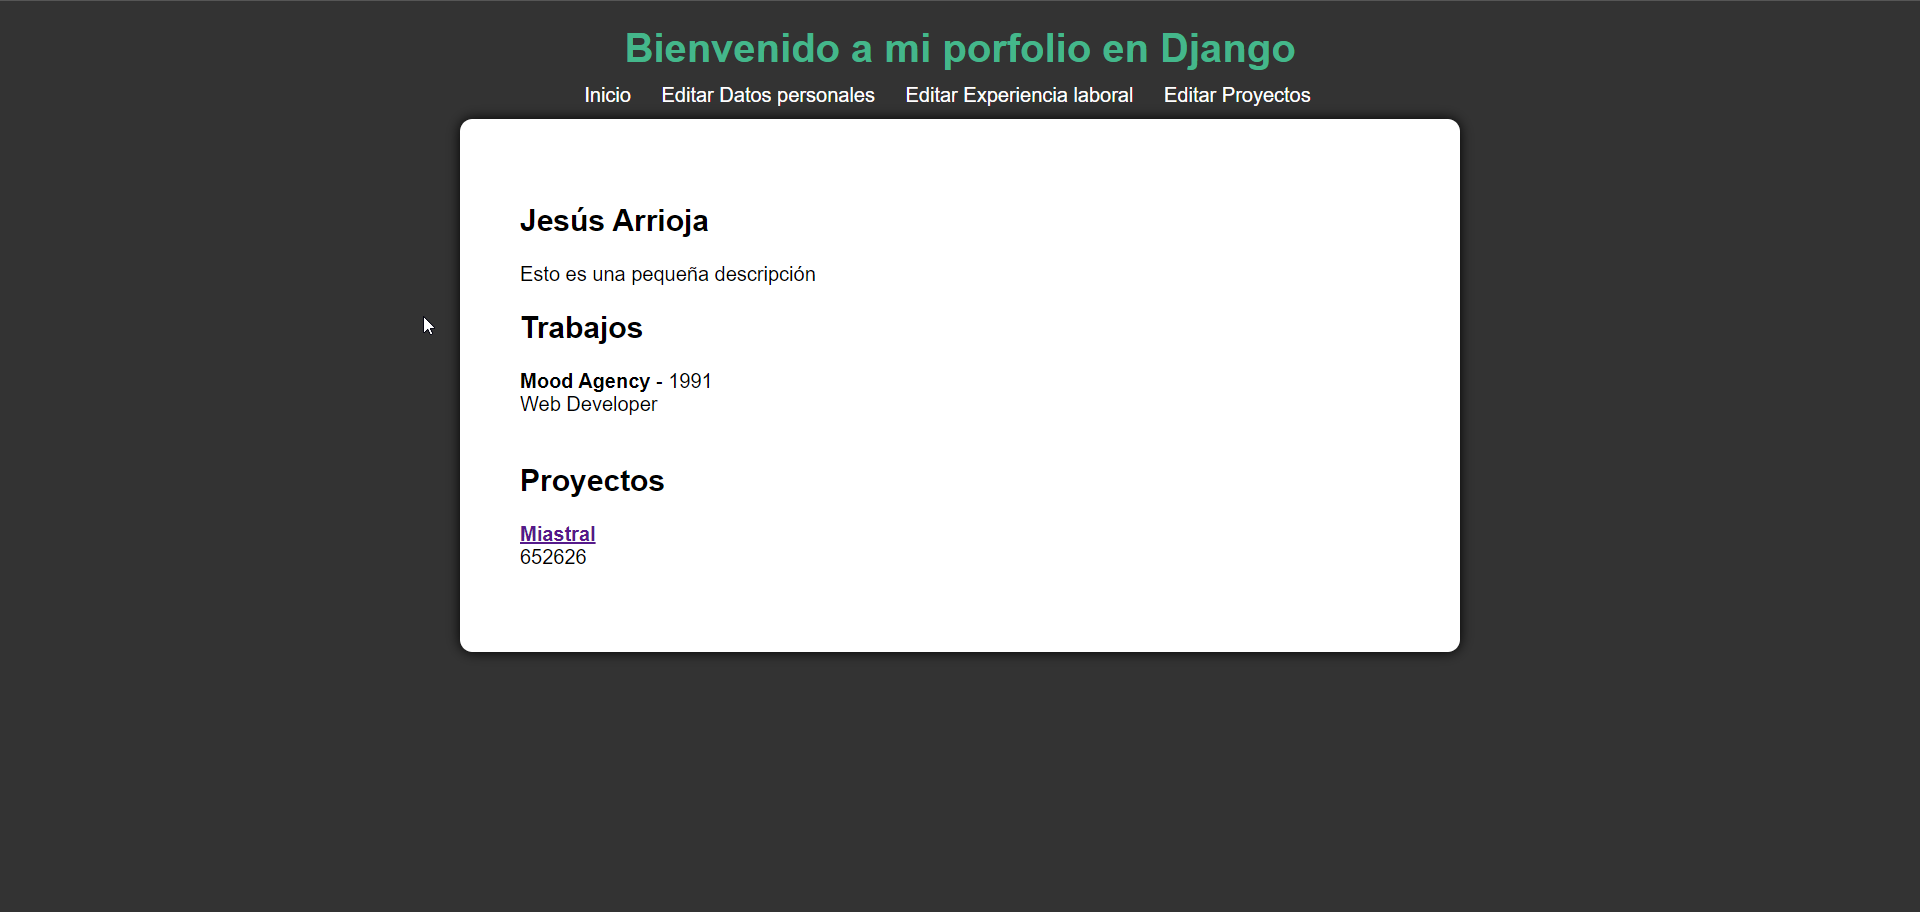 Bienvenido a mi porfolio en Django
Inicio Editar Datos personales Editar Experiencia laboral Editar Proyectos
Jesús Arrioja
Esto es una pequeña descripción
Trabajos
Mood Agency - 1991
Web Developer
Proyectos
Miastral
652626